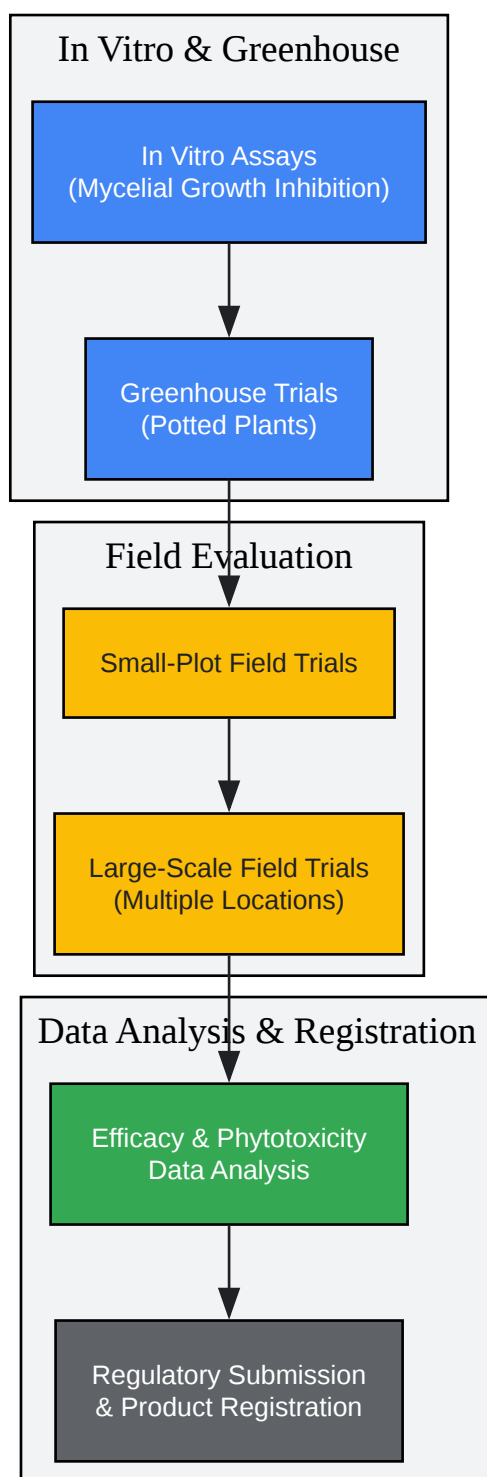 In Vitro & Greenhouse
In Vitro Assays
(Mycelial Growth Inhibition)
Greenhouse Trials
(Potted Plants)
Field Evaluation
Small-Plot Field Trials
Large-Scale Field Trials
(Multiple Locations)
Data Analysis & Registration
Efficacy & Phytotoxicity
Data Analysis
Regulatory Submission
& Product Registration